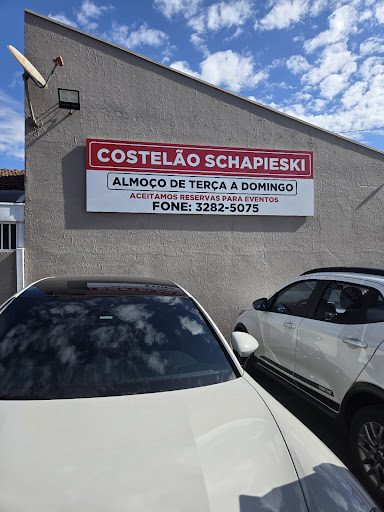 COSTELÃO SCHAPIESKI
ALMOÇO DE TERÇA A DOMINGO
ACEITAMOS RESERVAS PARA EVENTOS
FONE: 3282-5075